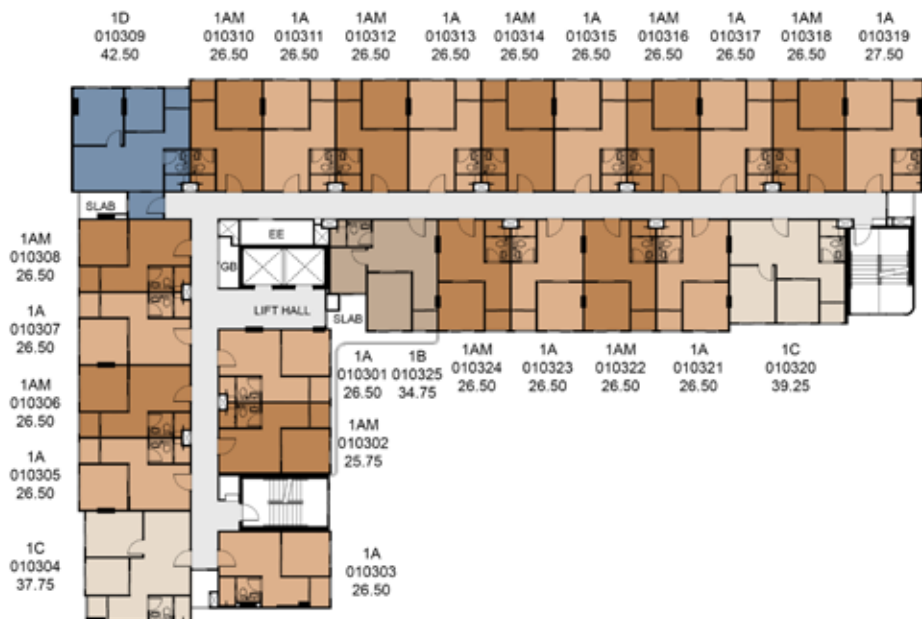 1D
010309
42.50
1AM
010310
26.50
1A
010311
26.50
1AM
010312
26.50
1A
010313
26.50
1AM
010314
26.50
1A
010315
26.50
1AM
010316
26.50
1A
010317
26.50
1AM
010318
26.50
1A
010319
27.50
SLAB
EE
GB
LIFT HALL
SLAB
1AM
010308
26.50
1A
010307
26.50
1AM
010306
26.50
1A
010305
26.50
1C
010304
37.75
1A
010301
26.50
1B
010325
34.75
1AM
010324
26.50
1A
010323
26.50
1AM
010322
26.50
1A
010321
26.50
1C
010320
39.25
1AM
010302
25.75
1A
010303
26.50